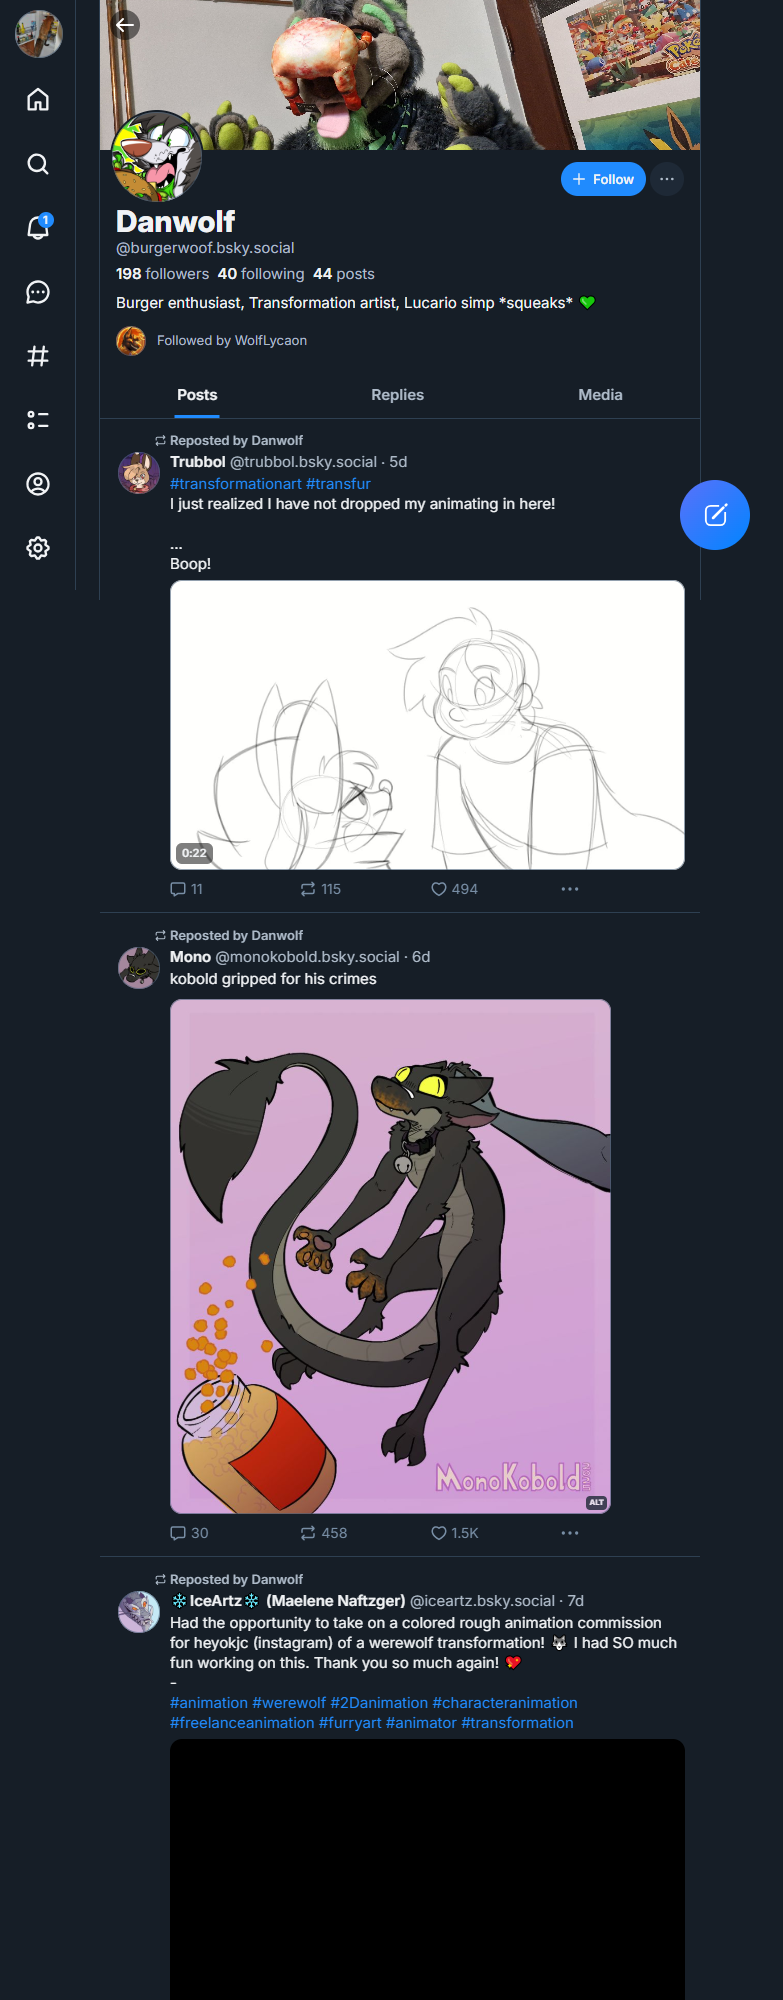 POKÉ
CAFÉ
Follow
Danwolf
@burgerwoof.bsky.social
198 followers 40 following 44 posts
Burger enthusiast, Transformation artist, Lucario simp *squeaks* 💚
Followed by WolfLycaon
Posts Replies Media
1
Reposted by Danwolf
Trubbol @trubbol.bsky.social · 5d
#transformationart #transfur
I just realized I have not dropped my animating in here!
...
Boop!
0:22
11 115 494
Reposted by Danwolf
Mono @monokobold.bsky.social · 6d
kobold gripped for his crimes
MonoKobold
ALT
30 458 1.5K
Reposted by Danwolf
❄IceArtz❄ (Maelene Naftzger) @iceartz.bsky.social · 7d
Had the opportunity to take on a colored rough animation commission
for heyokjc (instagram) of a werewolf transformation! 🐺 I had SO much
fun working on this. Thank you so much again! 💖
-
#animation #werewolf #2Danimation #characteranimation
#freelanceanimation #furryart #animator #transformation